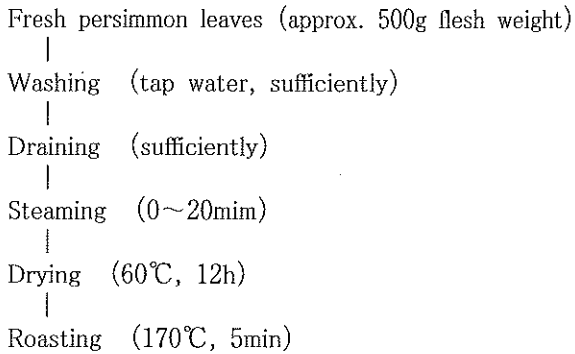 Fresh persimmon leaves (approx. 500g flesh weight)
Washing (tap water, sufficiently)
Draining (sufficiently)
Steaming (0～20mim)
Drying (60℃, 12h)
Roasting (170℃, 5min)